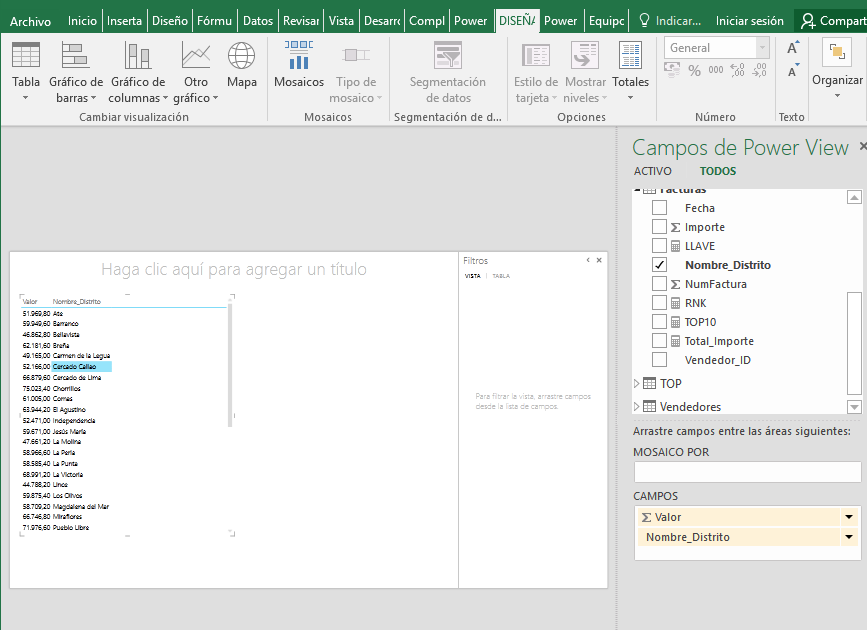 Archivo Inicio Inserta Diseño Fórmu Datos Revisar Vista Desarro Compl Power DISEÑA Power Equipc Indicar... Iniciar sesión Compart
General
Tabla Gráfico de barras Gráfico de columnas Otro gráfico Mapa Mosaicos Tipo de mosaico Segmentación de datos Estilo de tarjeta Mostrar niveles Totales % 000 Organizar
Cambiar visualización Mosaicos Segmentación de d... Opciones Número Texto
Campos de Power View
ACTIVO TODOS
Facturas
Fecha
Σ Importe
LLAVE
Nombre_Distrito
Σ NumFactura
RNK
TOP10
Total_Importe
Vendedor_ID
TOP
Vendedores
Arrastre campos entre las áreas siguientes:
MOSAICO POR
CAMPOS
Σ Valor
Nombre_Distrito
Haga clic aquí para agregar un título
Valor Nombre_Distrito
51.969,80 Ate
59.949,60 Barranco
46.862,80 Bellavista
62.181,60 Breña
49.165,00 Carmen de la Legua
52.166,00 Cercado Callao
66.879,60 Cercado de Lima
75.023,40 Chorrillos
61.005,00 Comas
63.944,20 El Agustino
52.471,00 Independencia
59.671,00 Jesús María
47.661,20 La Molina
58.966,60 La Perla
58.585,40 La Punta
68.991,20 La Victoria
44.788,20 Lince
59.875,40 Los Olivos
58.709,20 Magdalena del Mar
66.746,80 Miraflores
71.976,60 Pueblo Libre
Filtros
VISTA TABLA
Para filtrar la vista, arrastre campos
desde la lista de campos.